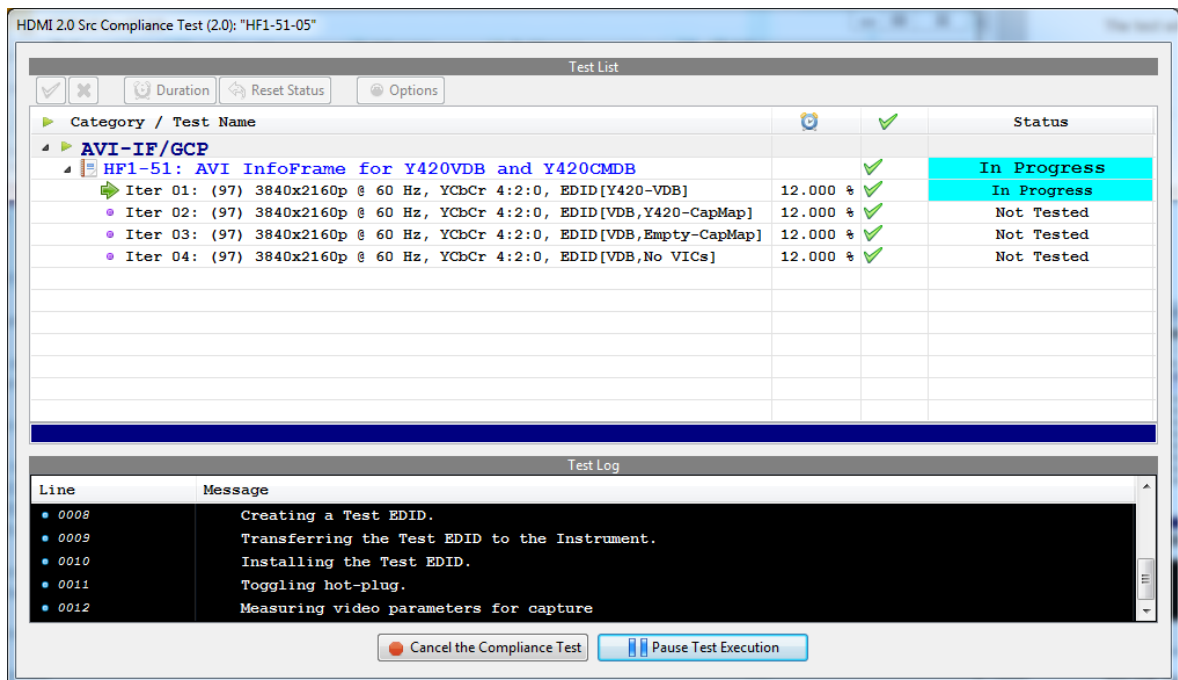 HDMI 2.0 Src Compliance Test (2.0): "HF1-51-05"
Test List
Duration Reset Status Options
Category / Test Name Status
AVI-IF/GCP
HF1-51: AVI InfoFrame for Y420VDB and Y420CMDB In Progress
Iter 01: (97) 3840x2160p @ 60 Hz, YCbCr 4:2:0, EDID[Y420-VDB] 12.000 % In Progress
Iter 02: (97) 3840x2160p @ 60 Hz, YCbCr 4:2:0, EDID[VDB,Y420-CapMap] 12.000 % Not Tested
Iter 03: (97) 3840x2160p @ 60 Hz, YCbCr 4:2:0, EDID[VDB,Empty-CapMap] 12.000 % Not Tested
Iter 04: (97) 3840x2160p @ 60 Hz, YCbCr 4:2:0, EDID[VDB,No VICs] 12.000 % Not Tested
Test Log
Line Message
0008 Creating a Test EDID.
0009 Transferring the Test EDID to the Instrument.
0010 Installing the Test EDID.
0011 Toggling hot-plug.
0012 Measuring video parameters for capture
Cancel the Compliance Test Pause Test Execution